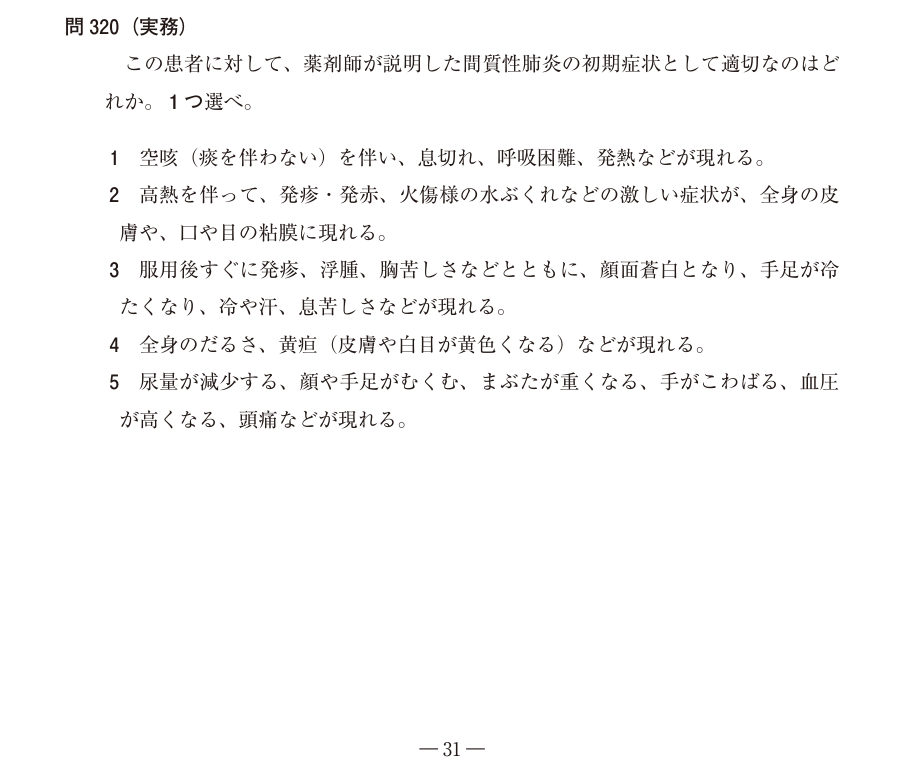 問 320（実務）
この患者に対して、薬剤師が説明した間質性肺炎の初期症状として適切なのはど
れか。1つ選べ。
1 空咳（痰を伴わない）を伴い、息切れ、呼吸困難、発熱などが現れる。
2 高熱を伴って、発疹・発赤、火傷様の水ぶくれなどの激しい症状が、全身の皮
膚や、口や目の粘膜に現れる。
3 服用後すぐに発疹、浮腫、胸苦しさなどとともに、顔面蒼白となり、手足が冷
たくなり、冷や汗、息苦しさなどが現れる。
4 全身のだるさ、黄疸（皮膚や白目が黄色くなる）などが現れる。
5 尿量が減少する、顔や手足がむくむ、まぶたが重くなる、手がこわばる、血圧
が高くなる、頭痛などが現れる。
— 31 —